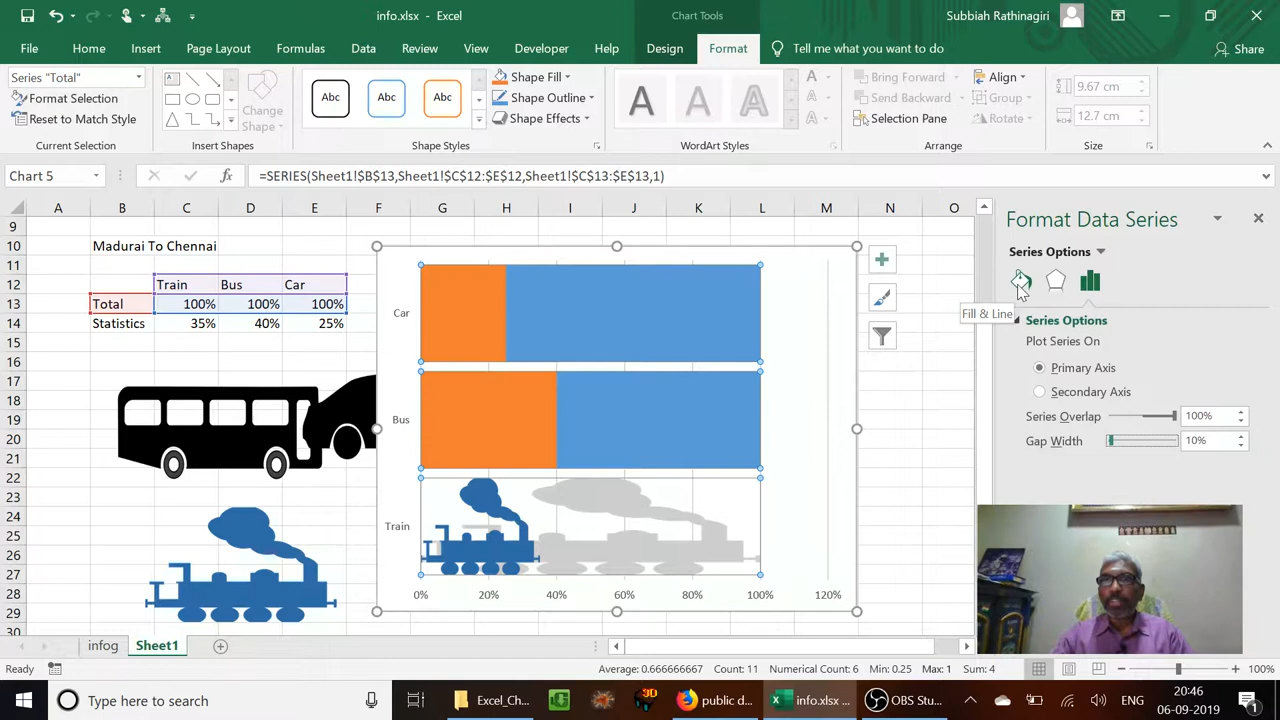 info.xlsx - Excel
Chart Tools
Subbiah Rathinagiri
File
Home
Insert
Page Layout
Formulas
Data
Review
View
Developer
Help
Design
Format
Tell me what you want to do
Share
Series "Total"
Format Selection
Reset to Match Style
Current Selection
Change
Shape
Insert Shapes
Abc
Abc
Abc
Shape Fill
Shape Outline
Shape Effects
Shape Styles
A
A
A
WordArt Styles
Bring Forward
Send Backward
Selection Pane
Align
Group
Rotate
Arrange
9.67 cm
12.7 cm
Size
Chart 5
fx
=SERIES(Sheet1!$B$13,Sheet1!$C$12:$E$12,Sheet1!$C$13:$E$13,1)
A B C D E F G H I J K L M N O
9
10 Madurai To Chennai
11
12 Train Bus Car
13 Total 100% 100% 100%
14 Statistics 35% 40% 25%
15
16
17
18
19
20
21
22
23
24
25
26
27
28
29
30
Car
Bus
Train
0% 20% 40% 60% 80% 100% 120%
Format Data Series
Series Options
Fill & Line
Series Options
Plot Series On
Primary Axis
Secondary Axis
Series Overlap 100%
Gap Width 10%
infog
Sheet1
Ready
Average: 0.666666667 Count: 11 Numerical Count: 6 Min: 0.25 Max: 1 Sum: 4
100%
Type here to search
Excel_Ch...
3D
public d...
info.xlsx ...
OBS Stu...
ENG
20:46
06-09-2019
1